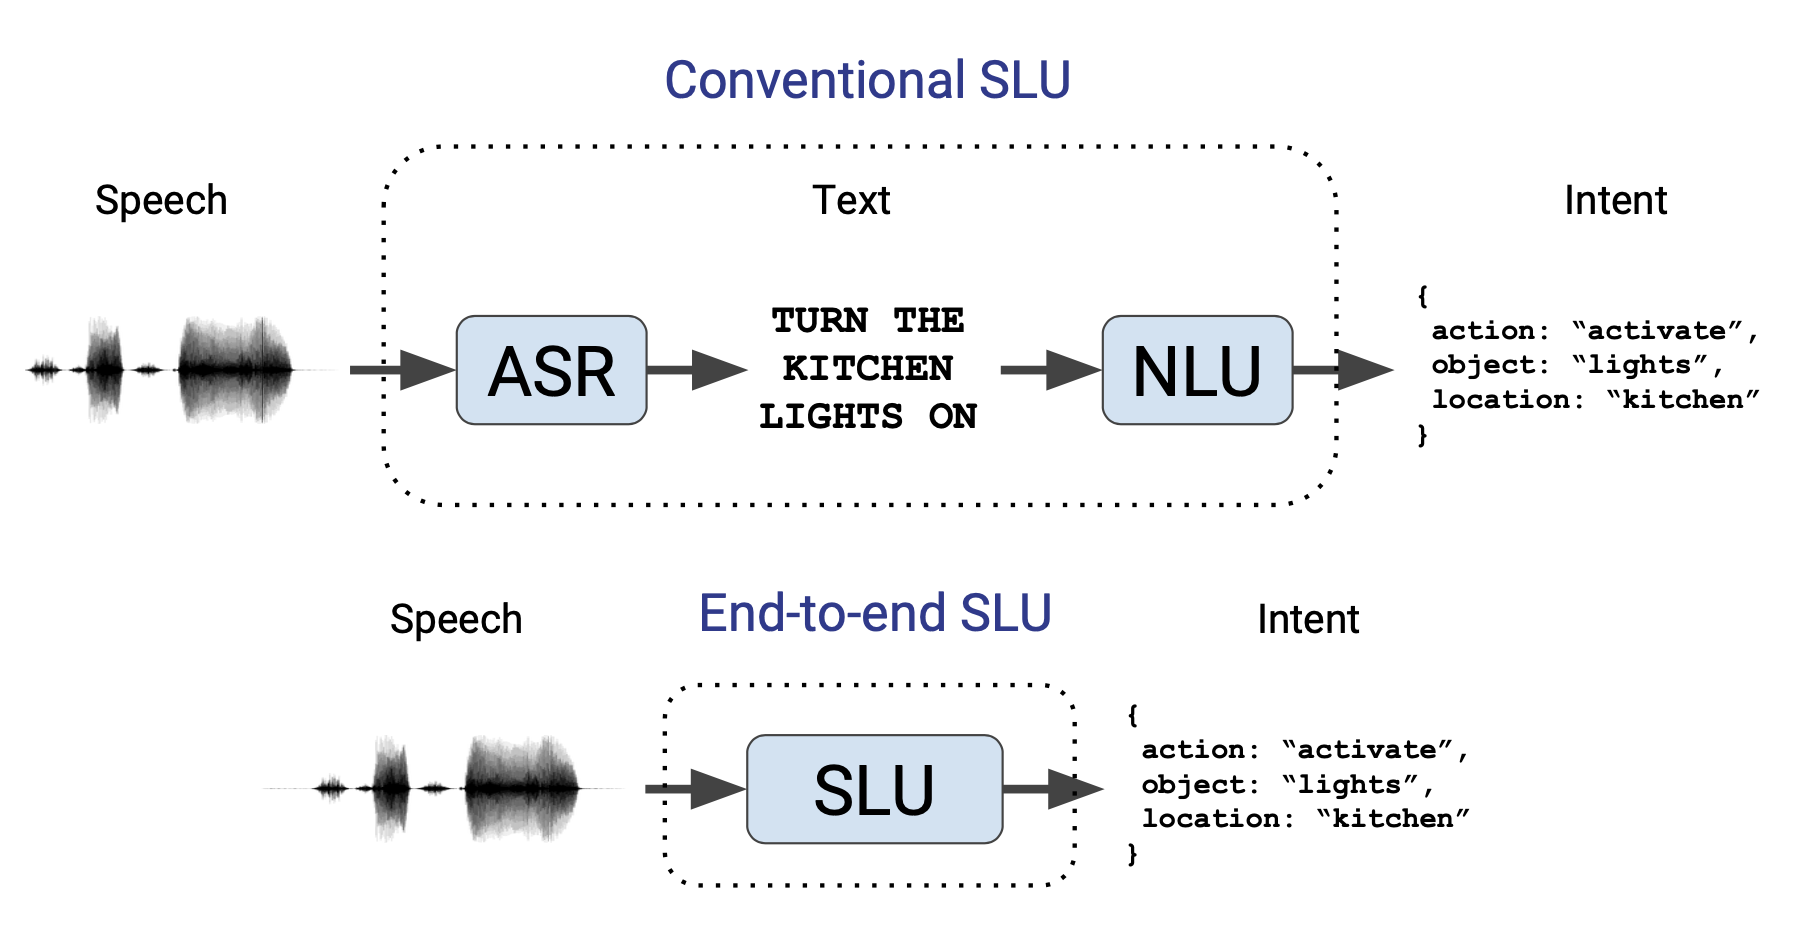 Conventional SLU
Speech
Text
Intent
ASR
TURN THE
KITCHEN
LIGHTS ON
NLU
{
action: “activate”,
object: “lights”,
location: “kitchen”
}
End-to-end SLU
Speech
Intent
SLU
{
action: “activate”,
object: “lights”,
location: “kitchen”
}